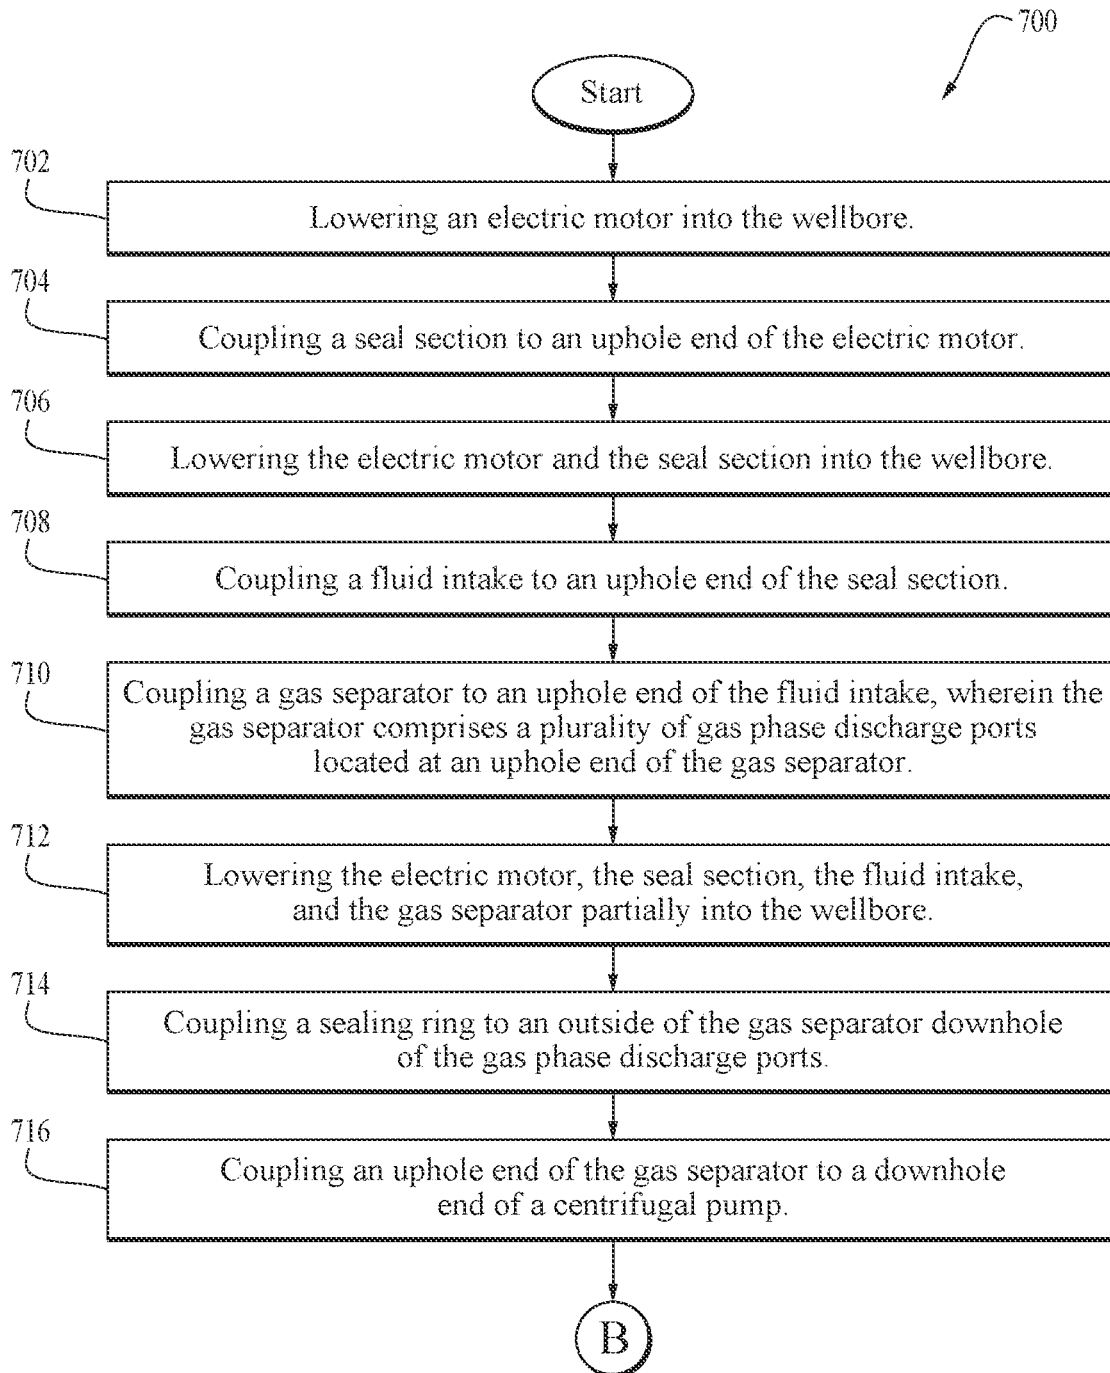 700
Start
702
Lowering an electric motor into the wellbore.
704
Coupling a seal section to an uphole end of the electric motor.
706
Lowering the electric motor and the seal section into the wellbore.
708
Coupling a fluid intake to an uphole end of the seal section.
710
Coupling a gas separator to an uphole end of the fluid intake, wherein the
gas separator comprises a plurality of gas phase discharge ports
located at an uphole end of the gas separator.
712
Lowering the electric motor, the seal section, the fluid intake,
and the gas separator partially into the wellbore.
714
Coupling a sealing ring to an outside of the gas separator downhole
of the gas phase discharge ports.
716
Coupling an uphole end of the gas separator to a downhole
end of a centrifugal pump.
B